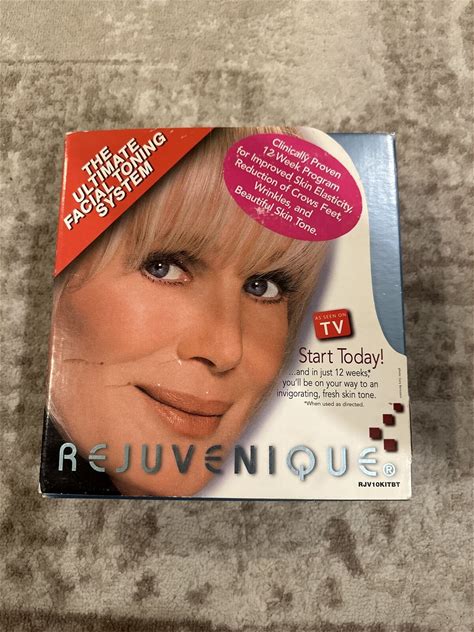 THE
ULTIMATE
FACIAL TONING
SYSTEM
Clinically Proven
12-Week Program
for Improved Skin Elasticity,
Reduction of Crows Feet,
Wrinkles, and
Beautiful Skin Tone.
AS SEEN ON
TV
Start Today!
...and in just 12 weeks,*
you'll be on your way to an
invigorating, fresh skin tone.
*When used as directed.
REJUVENIQUE®
RJV10KITBT